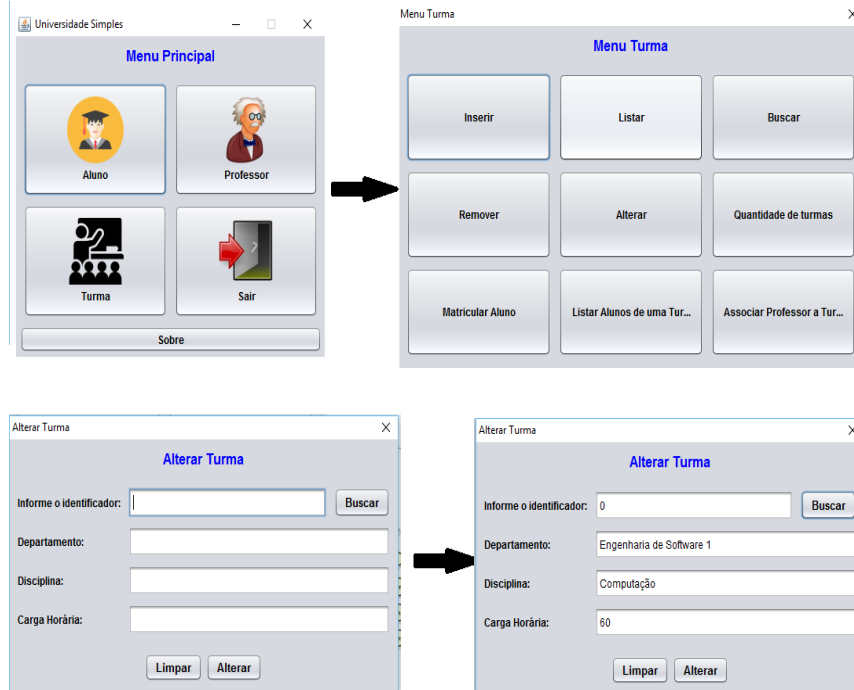 Universidade Simples
Menu Principal
Aluno
Professor
Turma
Sair
Sobre
Menu Turma
Menu Turma
Inserir
Listar
Buscar
Remover
Alterar
Quantidade de turmas
Matricular Aluno
Listar Alunos de uma Tur...
Associar Professor a Tur...
Alterar Turma
Alterar Turma
Informe o identificador:
Buscar
Departamento:
Disciplina:
Carga Horária:
Limpar
Alterar
Alterar Turma
Alterar Turma
Informe o identificador: 0
Buscar
Departamento: Engenharia de Software 1
Disciplina: Computação
Carga Horária: 60
Limpar
Alterar